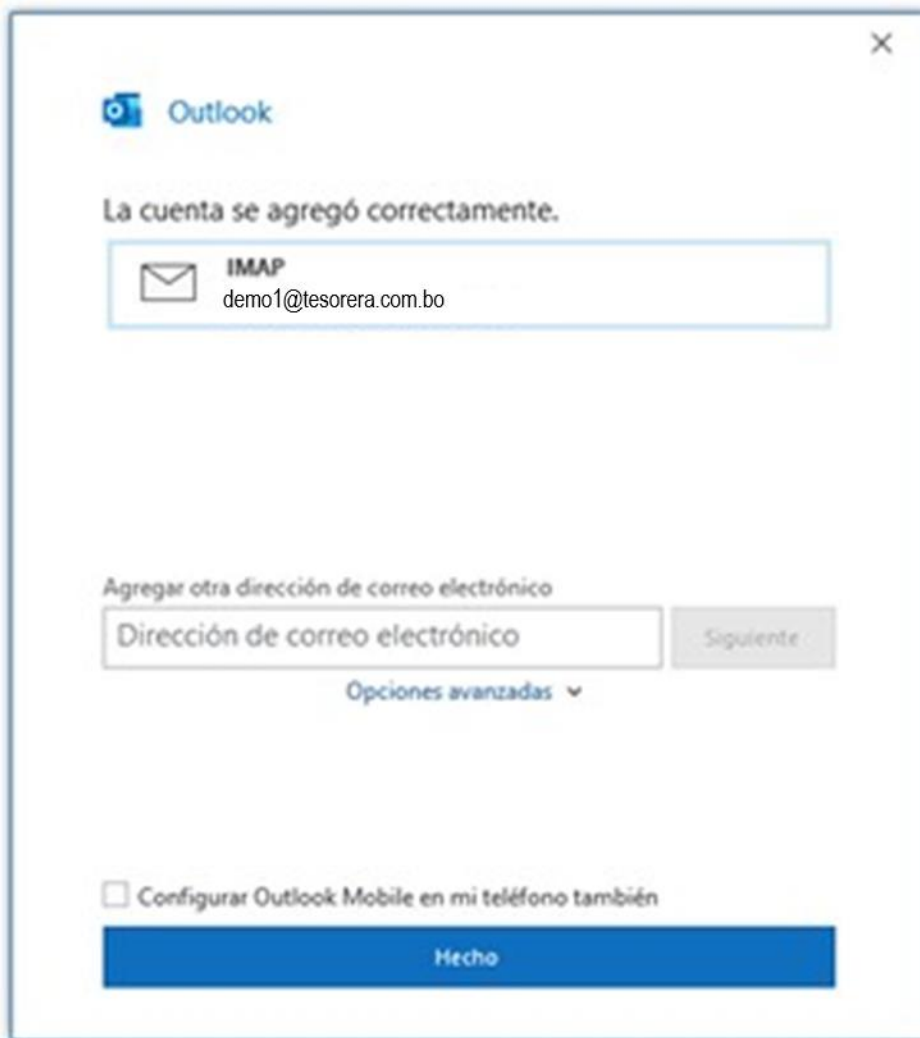 Outlook
La cuenta se agregó correctamente.
IMAP
demo1@tesorera.com.bo
Agregar otra dirección de correo electrónico
Dirección de correo electrónico
Siguiente
Opciones avanzadas
Configurar Outlook Mobile en mi teléfono también
Hecho